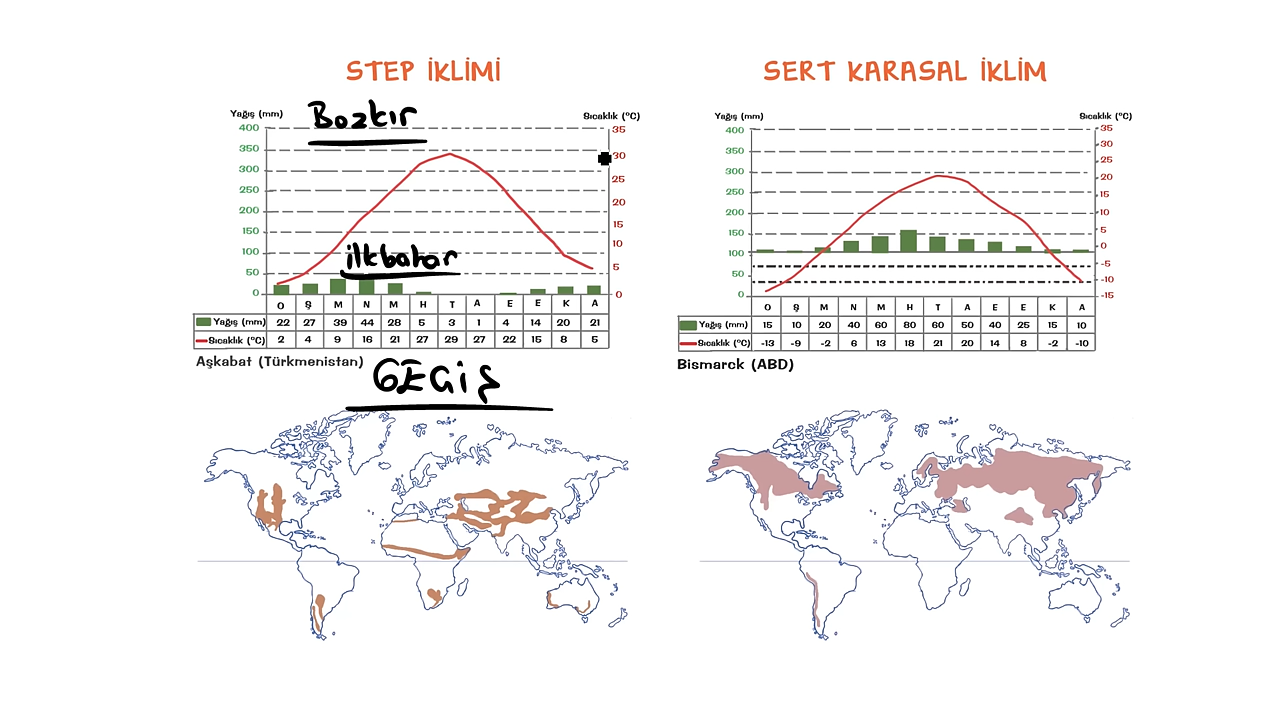 STEP İKLİMİ
Yağış (mm) Sıcaklık (°C)
Bozkır
400
350
300
250
200
150
100
50
0
35
30
25
20
15
10
5
0
ilkbahar
O Ş M N M H T A E E K A
Yağış (mm) 22 27 39 44 28 5 3 1 4 14 20 21
Sıcaklık (°C) 2 4 9 16 21 27 29 27 22 15 8 5
Aşkabat (Türkmenistan)
GEÇİŞ
SERT KARASAL İKLİM
Yağış (mm) Sıcaklık (°C)
400
350
300
250
200
150
100
50
0
35
30
25
20
15
10
5
0
-5
-10
-15
O Ş M N M H T A E E K A
Yağış (mm) 15 10 20 40 60 80 60 50 40 25 15 10
Sıcaklık (°C) -13 -9 -2 6 13 18 21 20 14 8 -2 -10
Bismarck (ABD)